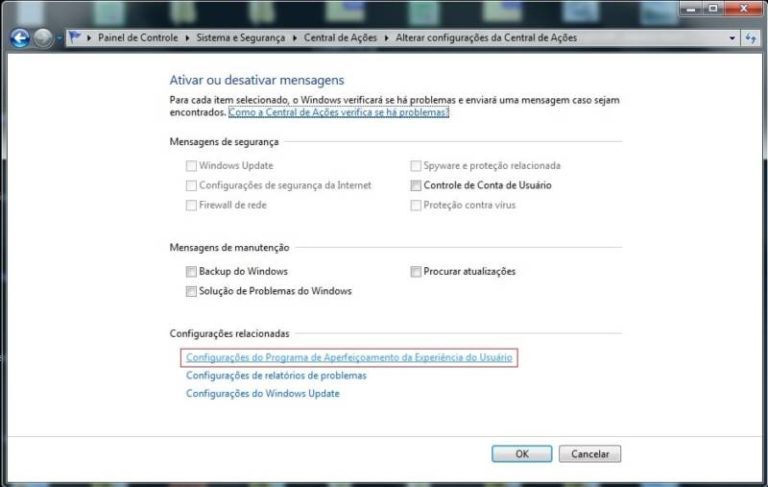 Painel de Controle Sistema e Segurança Central de Ações Alterar configurações da Central de Ações
Ativar ou desativar mensagens
Para cada item selecionado, o Windows verificará se há problemas e enviará uma mensagem caso sejam
encontrados. Como a Central de Ações verifica se há problemas?
Mensagens de segurança
Windows Update Spyware e proteção relacionada
Configurações de segurança da Internet Controle de Conta de Usuário
Firewall de rede Proteção contra vírus
Mensagens de manutenção
Backup do Windows Procurar atualizações
Solução de Problemas do Windows
Configurações relacionadas
Configurações do Programa de Aperfeiçoamento da Experiência do Usuário
Configurações de relatórios de problemas
Configurações do Windows Update
OK Cancelar